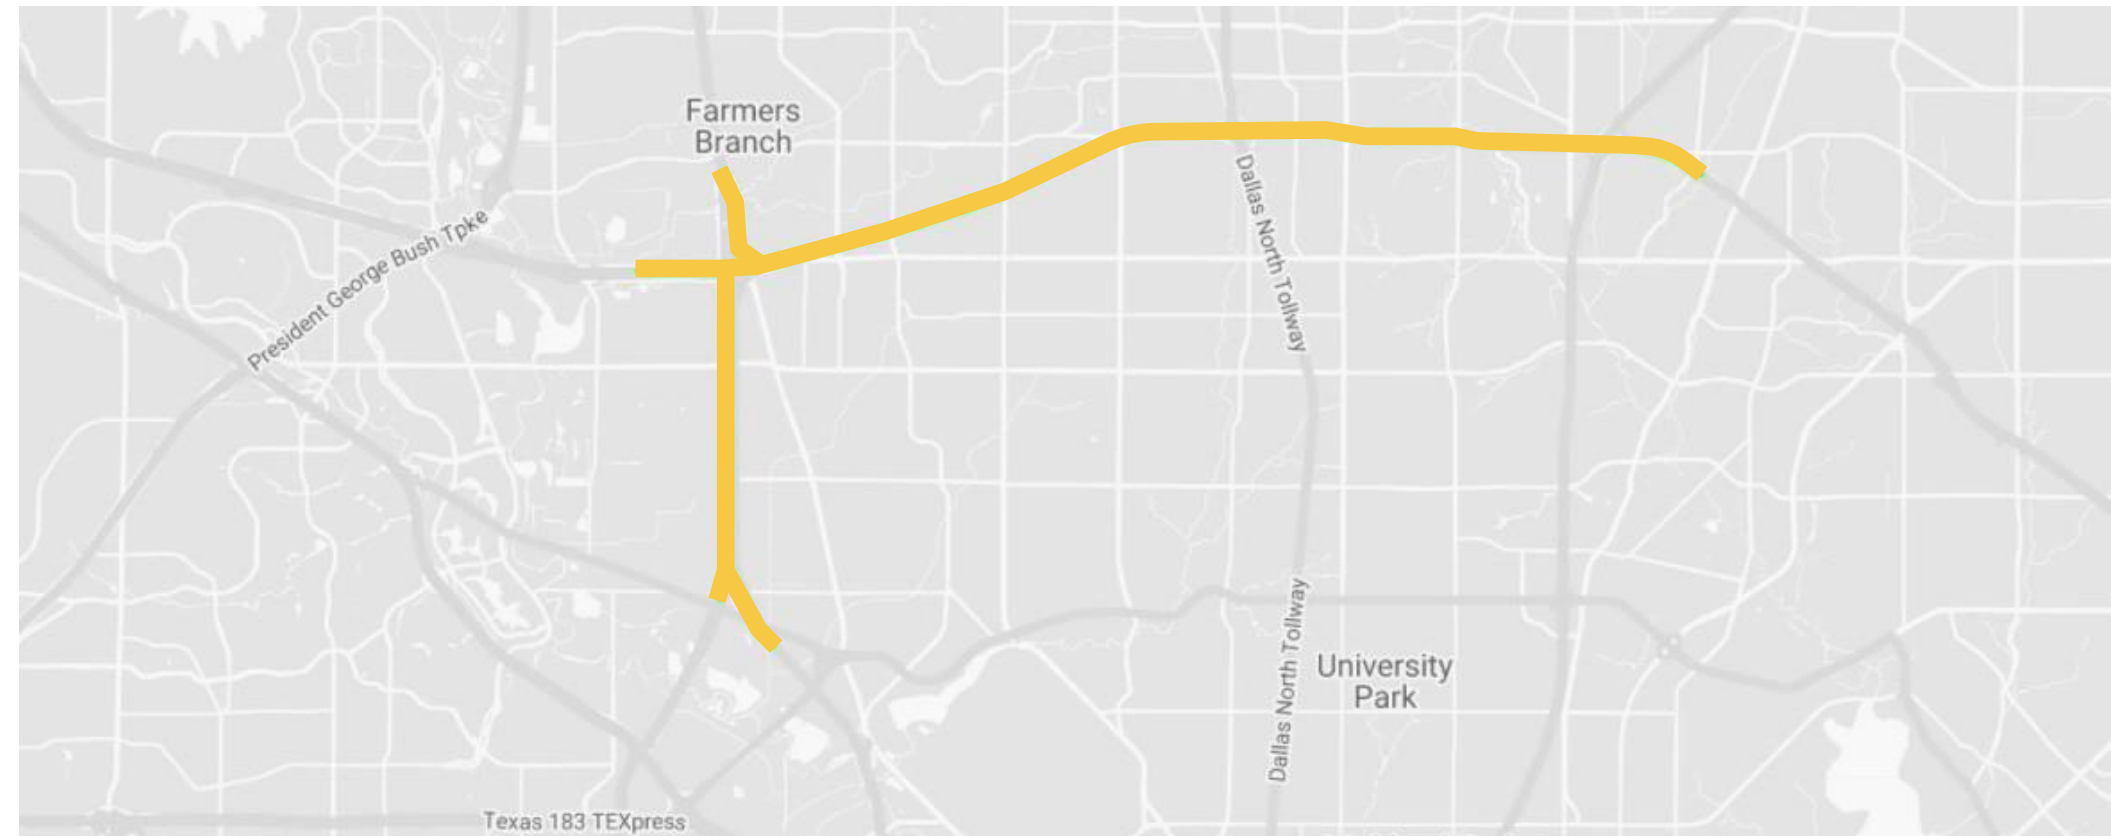 Farmers
Branch
President George Bush Tpke
Dallas North Tollway
Dallas North Tollway
University
Park
Texas 183 TEXpress